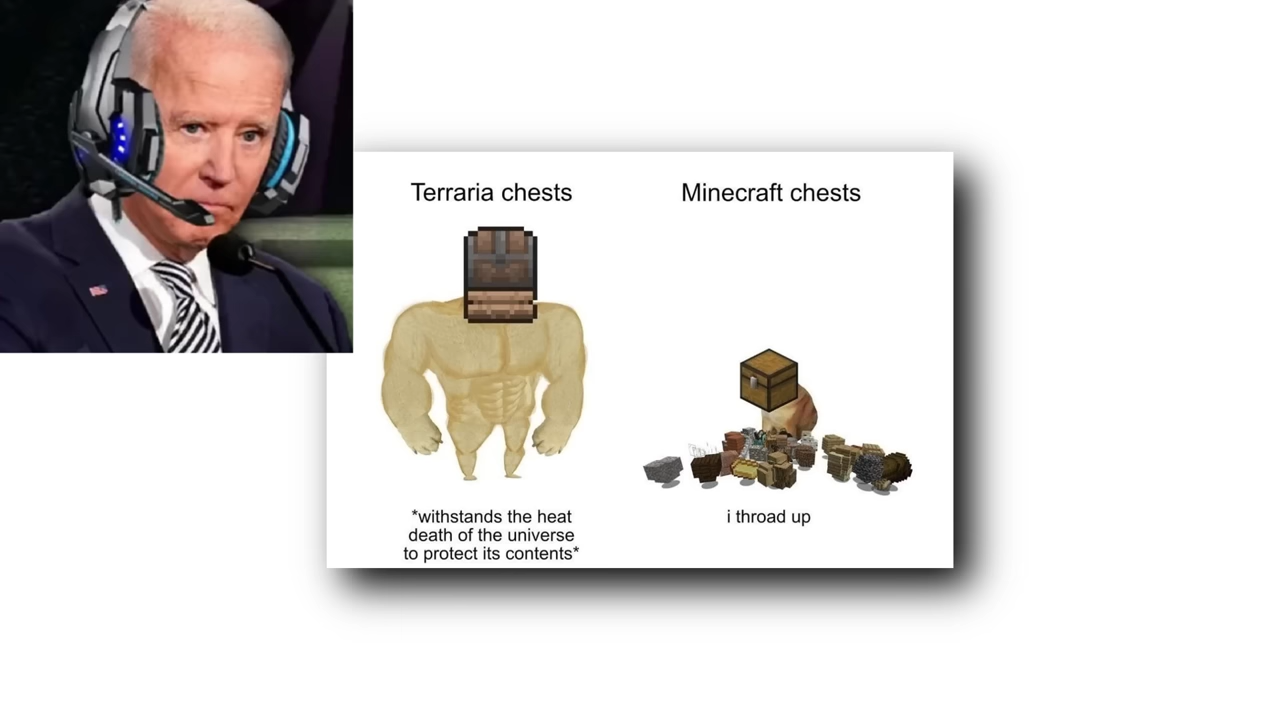 Terraria chests
Minecraft chests
*withstands the heat
death of the universe
to protect its contents*
i throad up